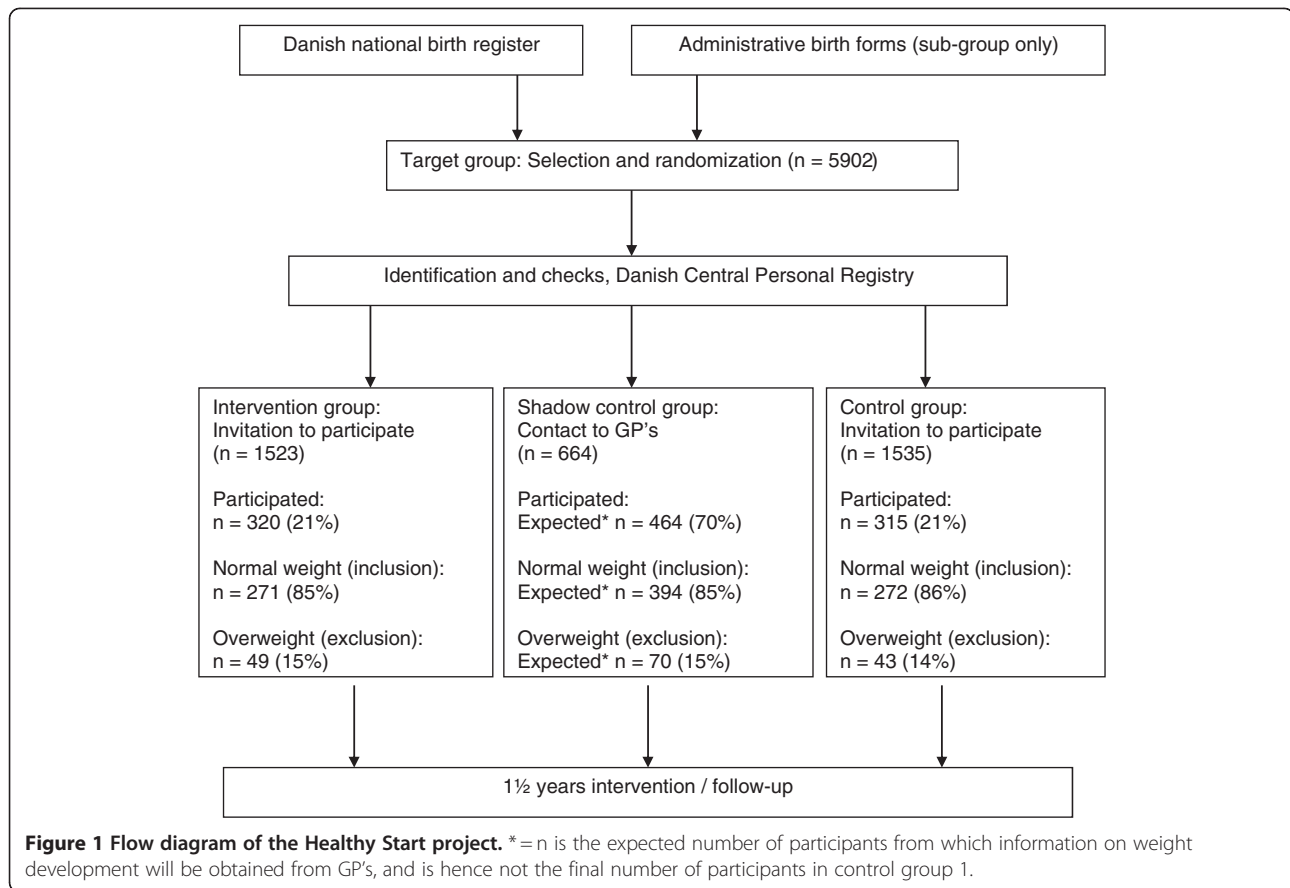 Danish national birth register
Administrative birth forms (sub-group only)
Target group: Selection and randomization (n = 5902)
Identification and checks, Danish Central Personal Registry
Intervention group:
Invitation to participate
(n = 1523)
Participated:
n = 320 (21%)
Normal weight (inclusion):
n = 271 (85%)
Overweight (exclusion):
n = 49 (15%)
Shadow control group:
Contact to GP's
(n = 664)
Participated:
Expected* n = 464 (70%)
Normal weight (inclusion):
Expected* n = 394 (85%)
Overweight (exclusion):
Expected* n = 70 (15%)
Control group:
Invitation to participate
(n = 1535)
Participated:
n = 315 (21%)
Normal weight (inclusion):
n = 272 (86%)
Overweight (exclusion):
n = 43 (14%)
1½ years intervention / follow-up
Figure 1 Flow diagram of the Healthy Start project. * = n is the expected number of participants from which information on weight
development will be obtained from GP's, and is hence not the final number of participants in control group 1.